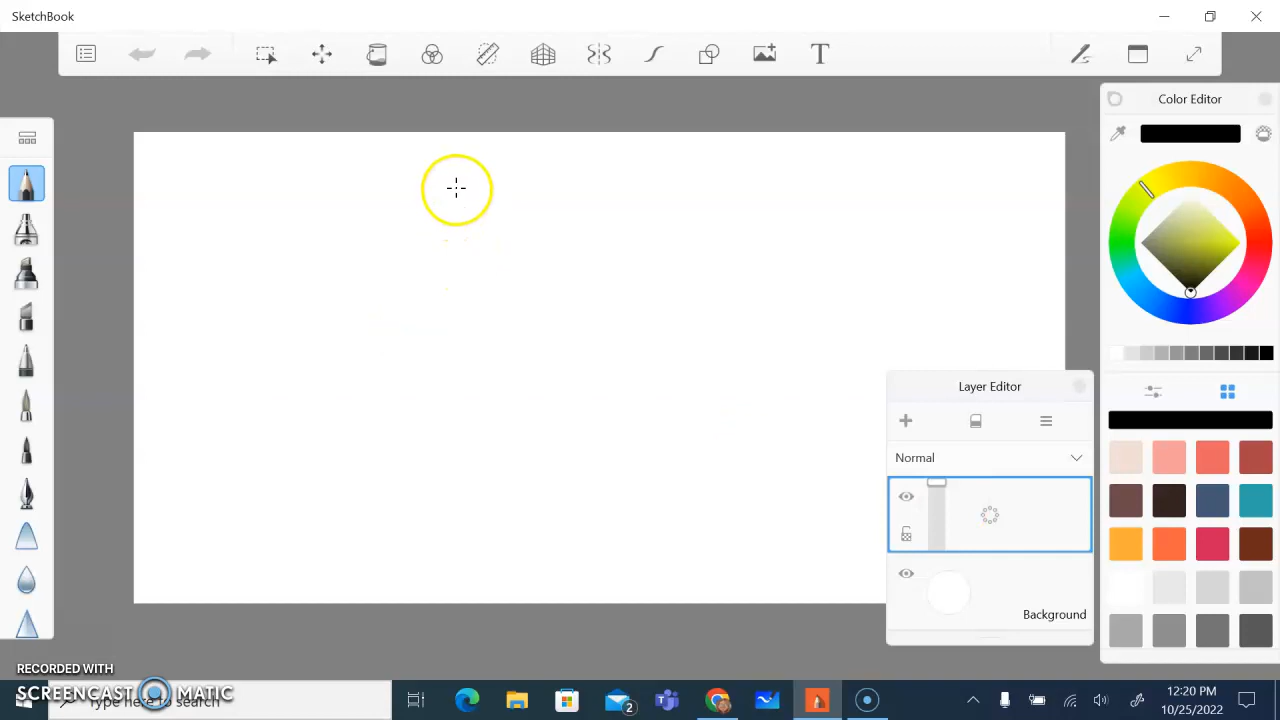 SketchBook
T
Color Editor
Layer Editor
Normal
Background
RECORDED WITH
SCREENCAST MATIC
Type here to search
2
12:20 PM
10/25/2022